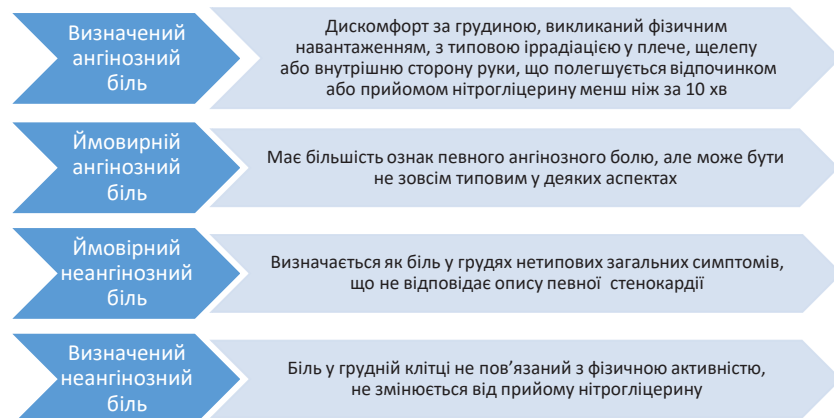 Визначений
ангінозний
біль
Дискомфорт за грудиною, викликаний фізичним
навантаженням, з типовою іррадіацією у плече, щелепу
або внутрішню сторону руки, що полегшується відпочинком
або прийомом нітрогліцерину менш ніж за 10 хв
Ймовирній
ангінозний
біль
Має більшість ознак певного ангінозного болю, але може бути
не зовсім типовим у деяких аспектах
Ймовірний
неангінозний
біль
Визначається як біль у грудях нетипових загальних симптомів,
що не відповідає опису певної стенокардії
Визначений
неангінозний
біль
Біль у грудній клітці не пов’язаний з фізичною активністю,
не змінюється від прийому нітрогліцерину